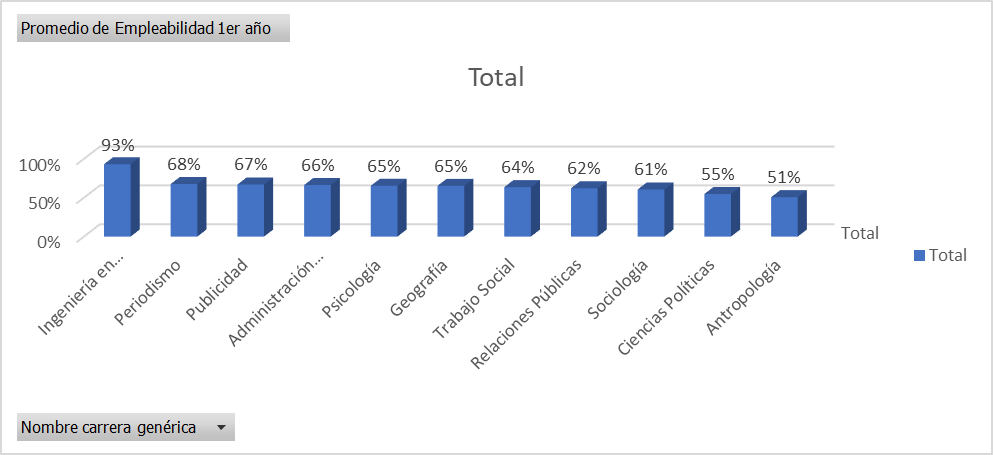 Promedio de Empleabilidad 1er año
Total
93%
68%
67%
66%
65%
65%
64%
62%
61%
55%
51%
100%
50%
0%
Ingeniería en...
Periodismo
Publicidad
Administración...
Psicología
Geografía
Trabajo Social
Relaciones Públicas
Sociología
Ciencias Políticas
Antropología
Total
Total
Nombre carrera genérica